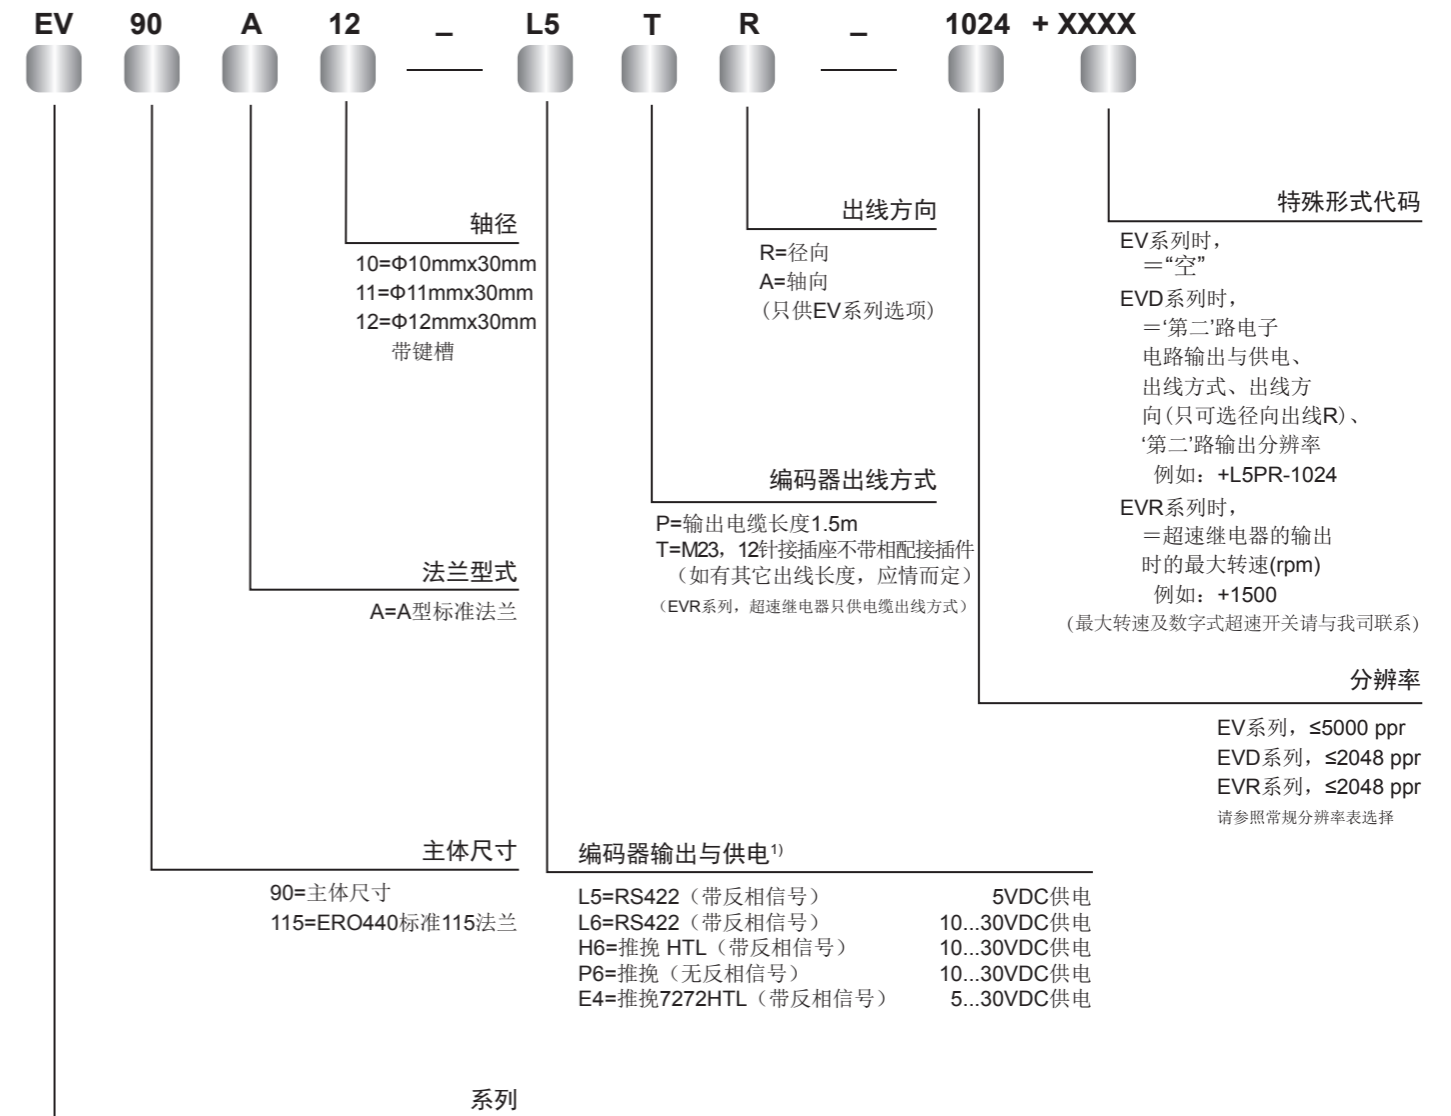 EV 90 A 12 – L5 T R – 1024 + XXXX
轴径
10=Φ10mmx30mm
11=Φ11mmx30mm
12=Φ12mmx30mm
带键槽
出线方向
R=径向
A=轴向
(只供EV系列选项)
特殊形式代码
EV系列时，
＝“空”
EVD系列时，
＝‘第二’路电子
电路输出与供电、
出线方式、出线方
向(只可选径向出线R)、
‘第二’路输出分辨率
例如：+L5PR-1024
EVR系列时，
＝超速继电器的输出
时的最大转速(rpm)
例如：+1500
(最大转速及数字式超速开关请与我司联系)
编码器出线方式
P=输出电缆长度1.5m
T=M23，12针接插座不带相配接插件
（如有其它出线长度，应情而定）
（EVR系列，超速继电器只供电缆出线方式）
法兰型式
A=A型标准法兰
分辨率
EV系列，≤5000 ppr
EVD系列，≤2048 ppr
EVR系列，≤2048 ppr
请参照常规分辨率表选择
主体尺寸
90=主体尺寸
115=ERO440标准115法兰
编码器输出与供电1)
L5=RS422（带反相信号） 5VDC供电
L6=RS422（带反相信号） 10...30VDC供电
H6=推挽 HTL（带反相信号） 10...30VDC供电
P6=推挽（无反相信号） 10...30VDC供电
E4=推挽7272HTL（带反相信号） 5...30VDC供电
系列